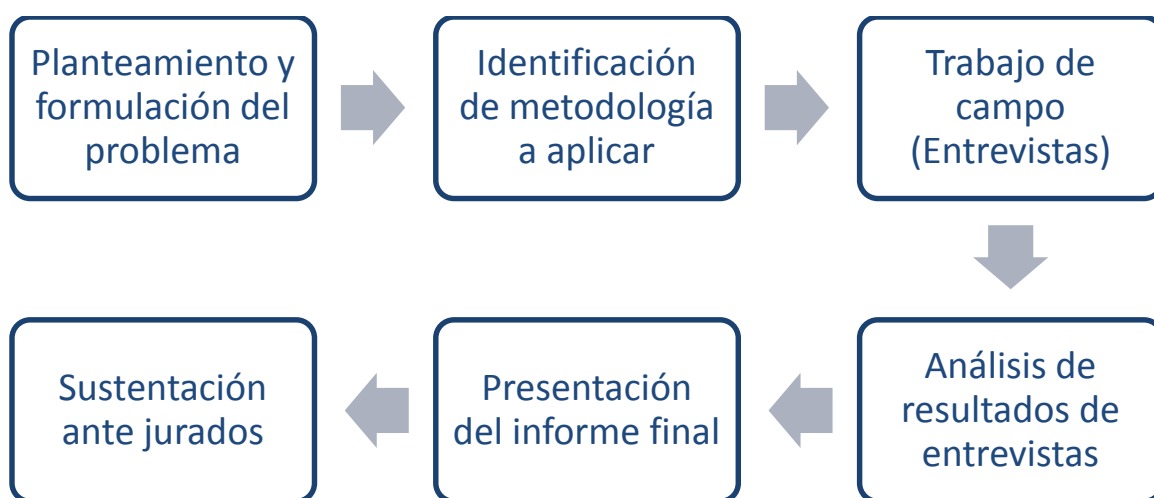 Planteamiento y
formulación del
problema
Identificación
de metodología
a aplicar
Trabajo de
campo
(Entrevistas)
Análisis de
resultados de
entrevistas
Presentación
del informe final
Sustentación
ante jurados